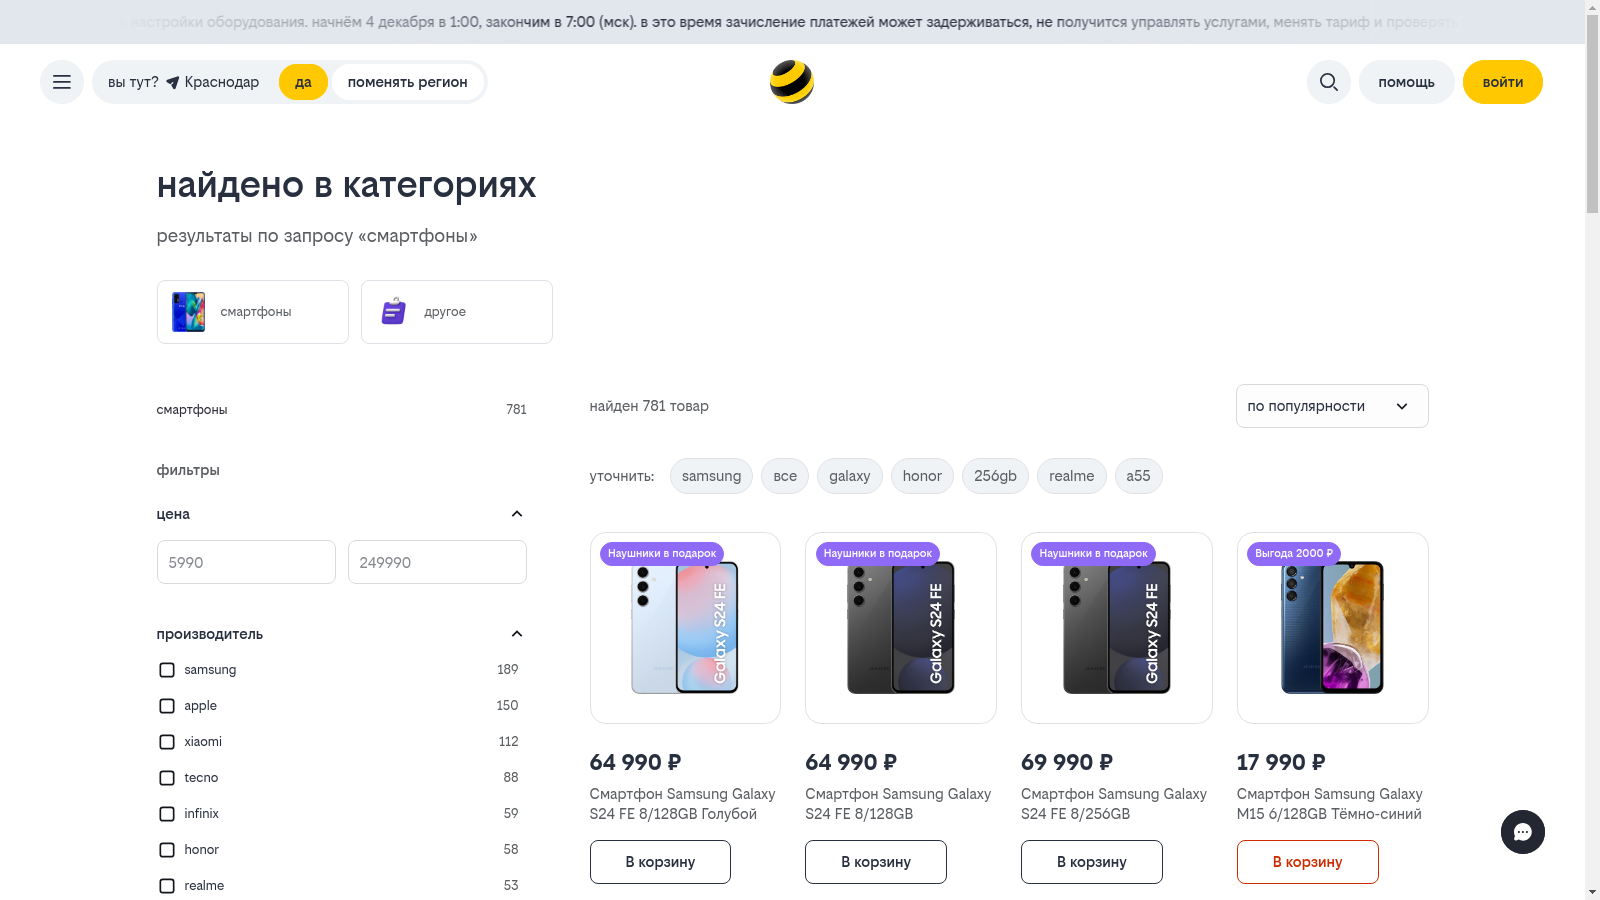 настройки оборудования. начнём 4 декабря в 1:00, закончим в 7:00 (мск). в это время зачисление платежей может задерживаться, не получится управлять услугами, менять тариф и проверять
вы тут? Краснодар да поменять регион
помощь
войти
найдено в категориях
результаты по запросу «смартфоны»
смартфоны
другое
смартфоны 781
фильтры
цена
5990
249990
производитель
samsung 189
apple 150
xiaomi 112
tecno 88
infinix 59
honor 58
realme 53
найден 781 товар
по популярности
уточнить: samsung все galaxy honor 256gb realme a55
Наушники в подарок
Galaxy S24 FE
64 990 ₽
Смартфон Samsung Galaxy
S24 FE 8/128GB Голубой
В корзину
Наушники в подарок
Galaxy S24 FE
64 990 ₽
Смартфон Samsung Galaxy
S24 FE 8/128GB
В корзину
Наушники в подарок
Galaxy S24 FE
69 990 ₽
Смартфон Samsung Galaxy
S24 FE 8/256GB
В корзину
Выгода 2000 ₽
17 990 ₽
Смартфон Samsung Galaxy
M15 6/128GB Тёмно-синий
В корзину